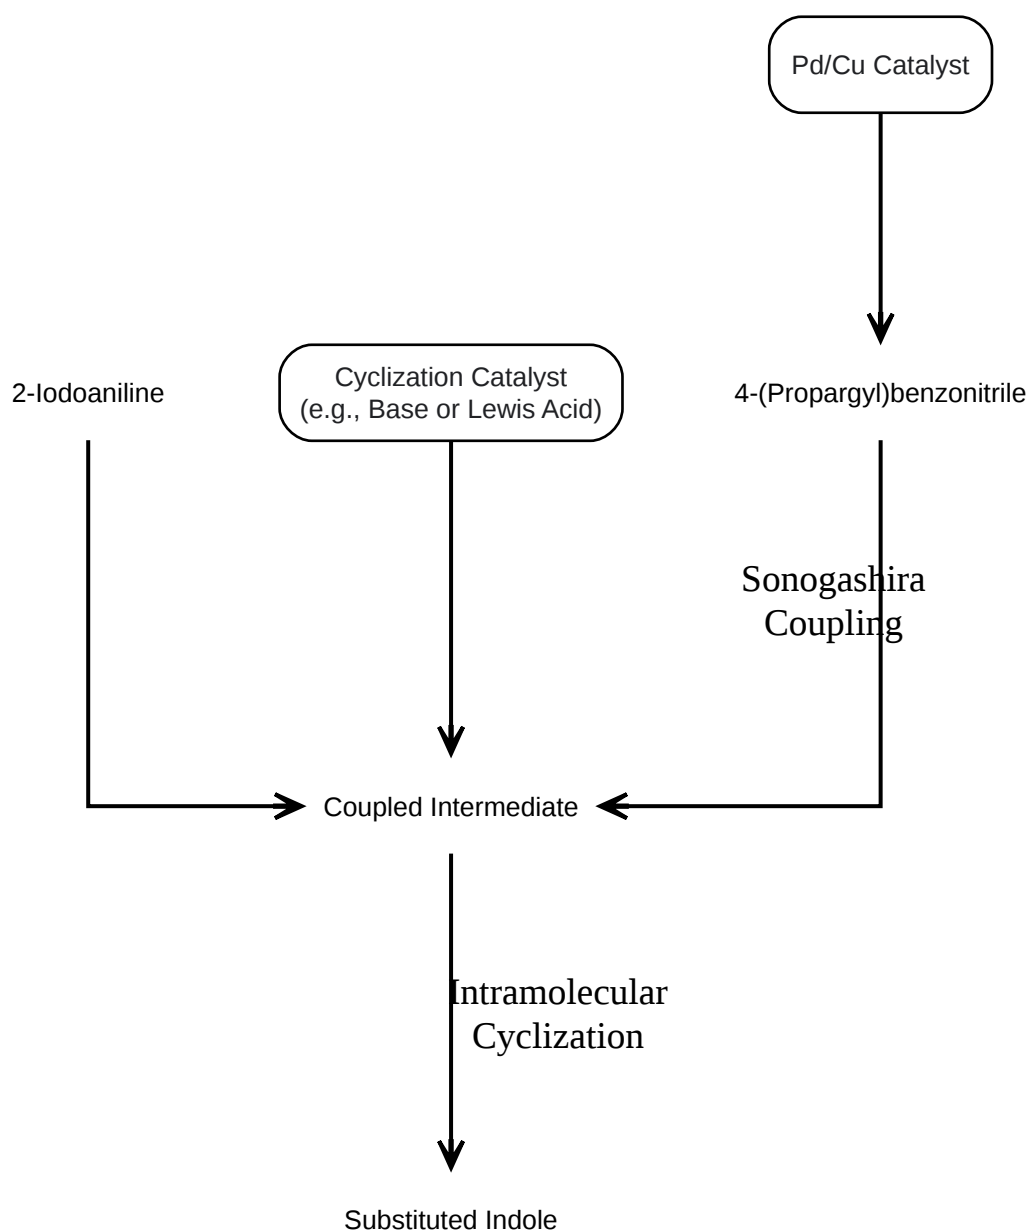 Pd/Cu Catalyst
2-Iodoaniline
Cyclization Catalyst
(e.g., Base or Lewis Acid)
4-(Propargyl)benzonitrile
Sonogashira
Coupling
Coupled Intermediate
Intramolecular
Cyclization
Substituted Indole